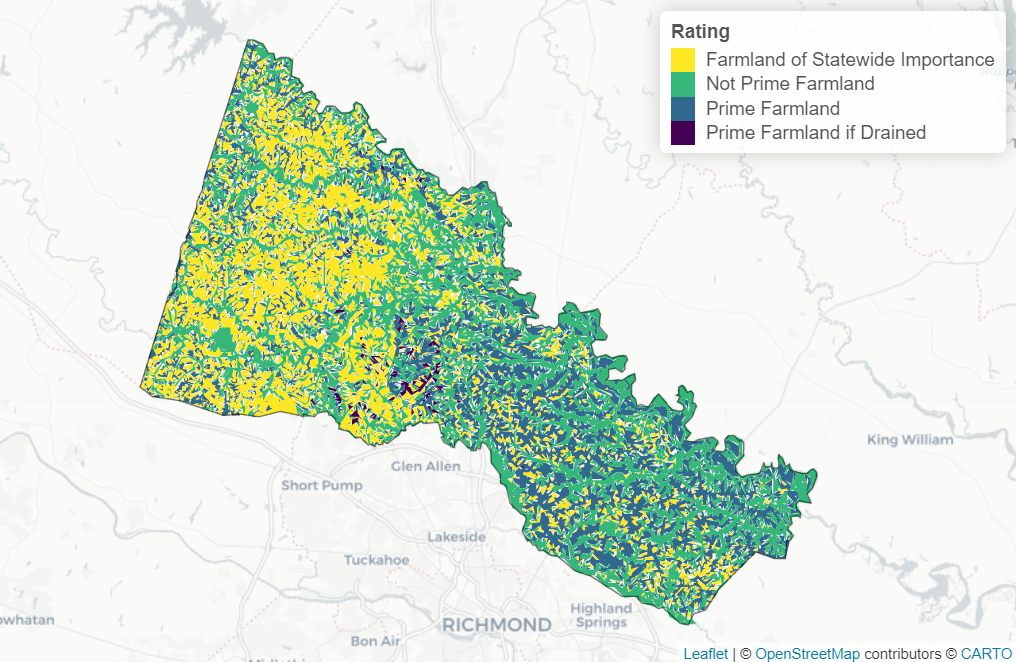 Rating
Farmland of Statewide Importance
Not Prime Farmland
Prime Farmland
Prime Farmland if Drained
King William
Glen Allen
Short Pump
Lakeside
Tuckahoe
Highland
Springs
RICHMOND
owhatan
Bon Air
Leaflet | © OpenStreetMap contributors © CARTO